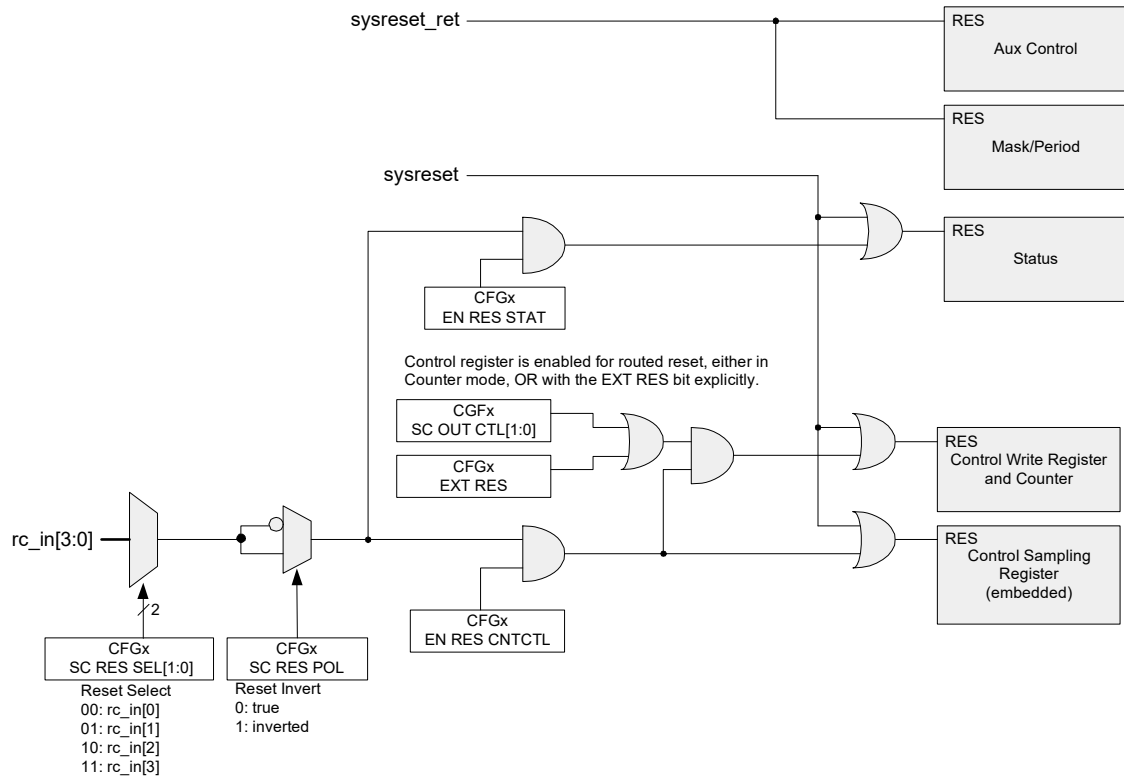 sysreset_ret
RES
Aux Control
RES
Mask/Period
sysreset
RES
Status
CFGx
EN RES STAT
Control register is enabled for routed reset, either in
Counter mode, OR with the EXT RES bit explicitly.
CGFx
SC OUT CTL[1:0]
CFGx
EXT RES
RES
Control Write Register
and Counter
rc_in[3:0]
RES
Control Sampling
Register
(embedded)
2
CFGx
EN RES CNTCTL
CFGx
SC RES SEL[1:0]
CFGx
SC RES POL
Reset Select
00: rc_in[0]
01: rc_in[1]
10: rc_in[2]
11: rc_in[3]
Reset Invert
0: true
1: inverted